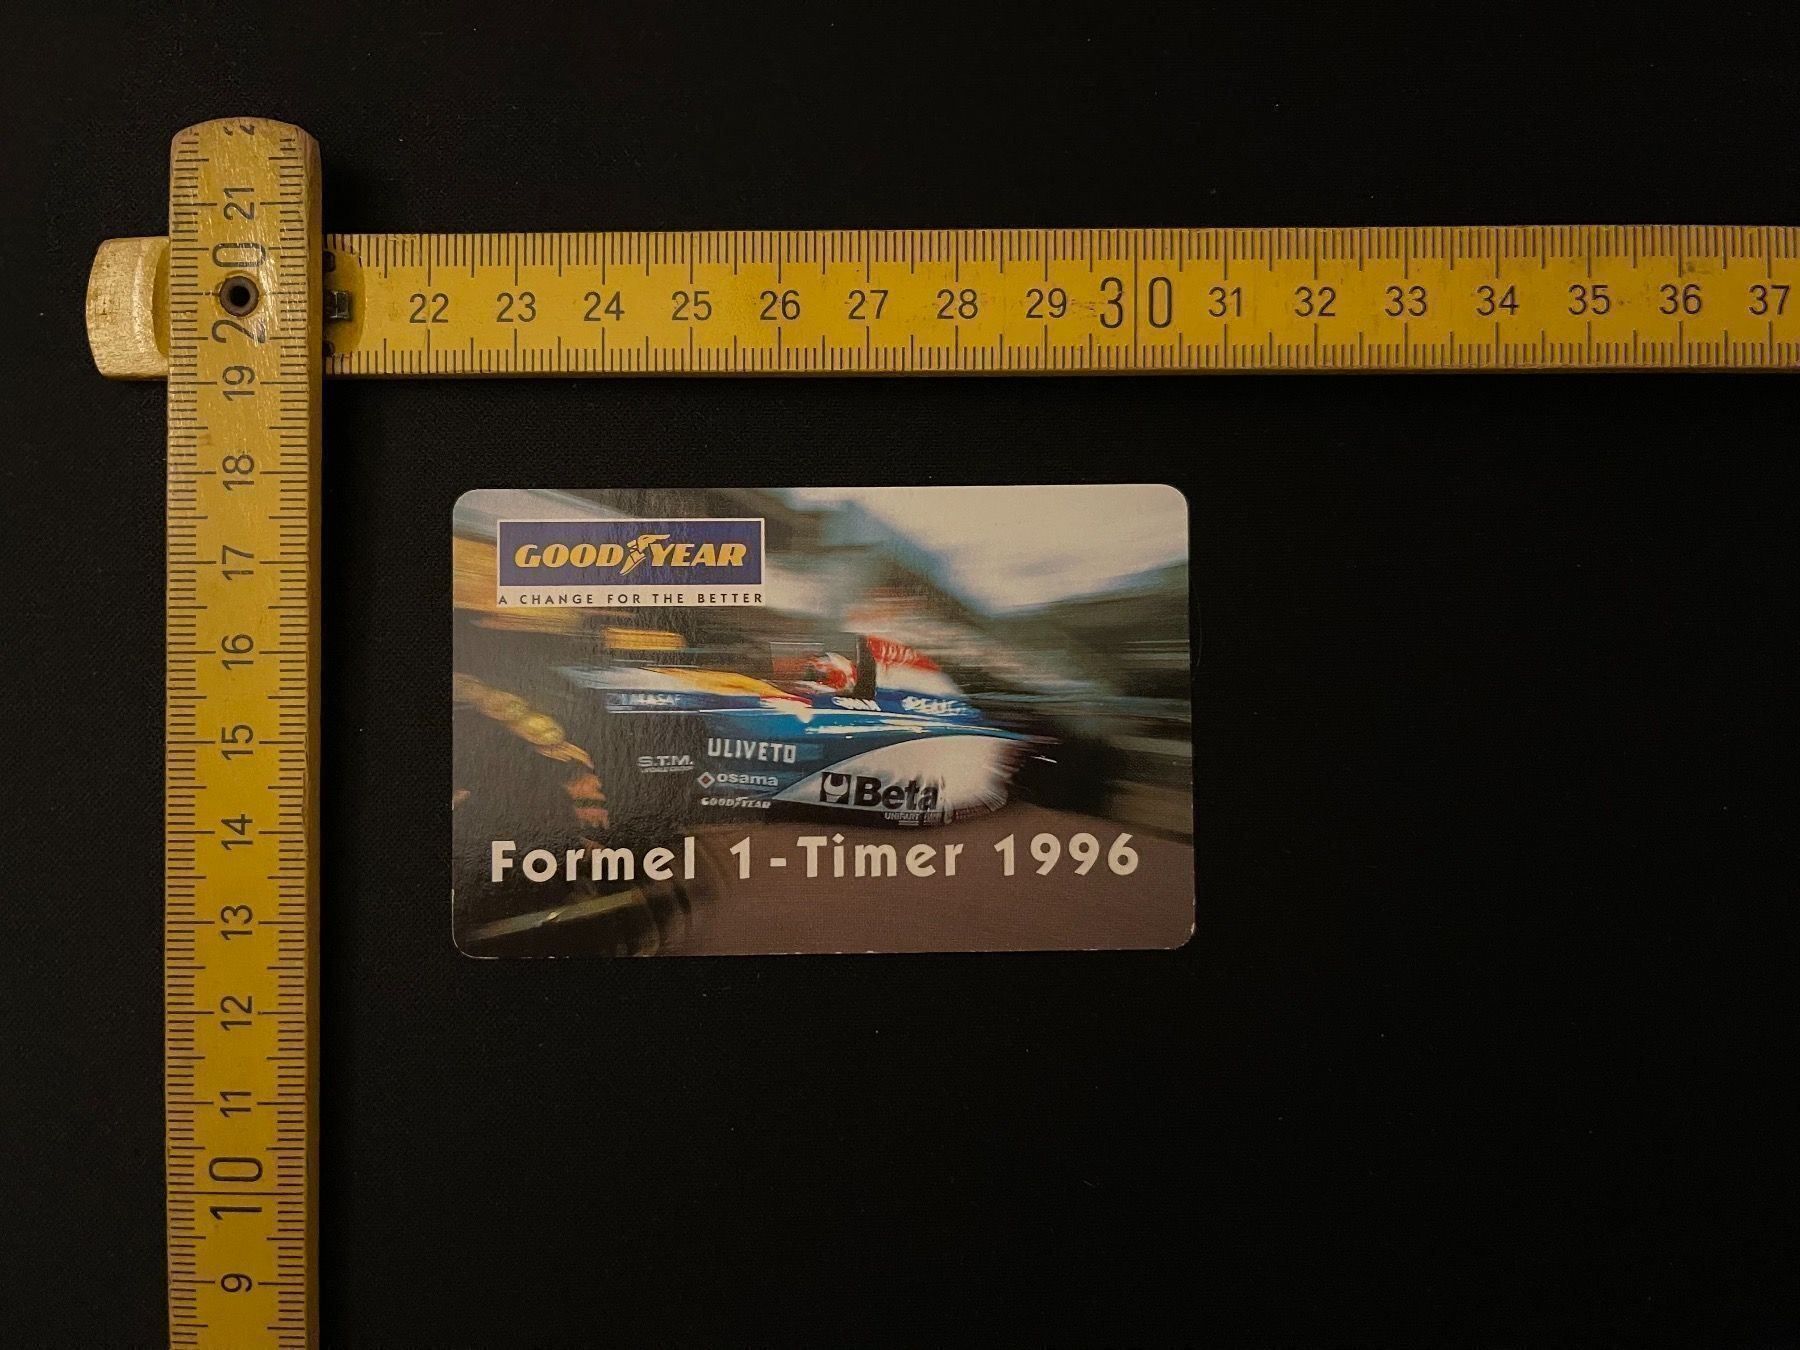 21
20
19
18
17
16
15
14
13
12
11
10
9
22 23 24 25 26 27 28 29 30 31 32 33 34 35 36 37
GOODYEAR
A CHANGE FOR THE BETTER
ULIVETO
S.T.M.
osama
GOODYEAR
Beta
UNIPART
Formel 1-Timer 1996